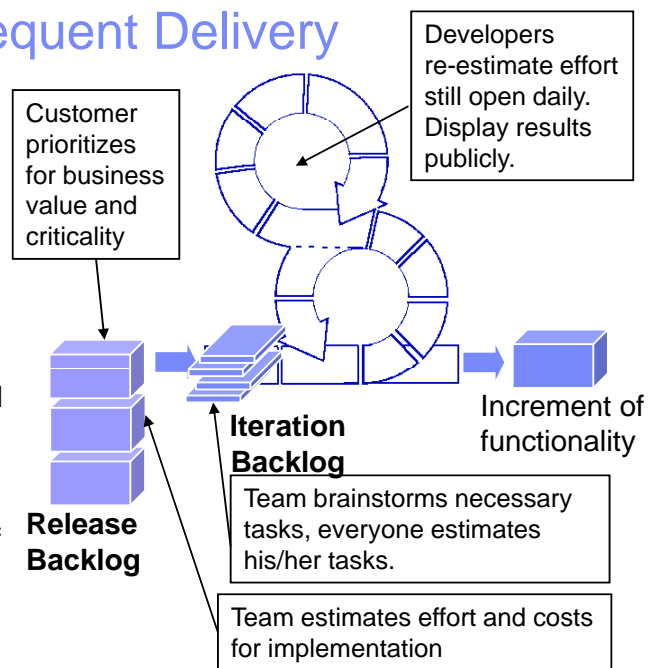 equent Delivery
Developers
re-estimate effort
still open daily.
Display results
publicly.
Customer
prioritizes
for business
value and
criticality
Iteration
Backlog
Increment of
functionality
Release
Backlog
Team brainstorms necessary
tasks, everyone estimates
his/her tasks.
Team estimates effort and costs
for implementation